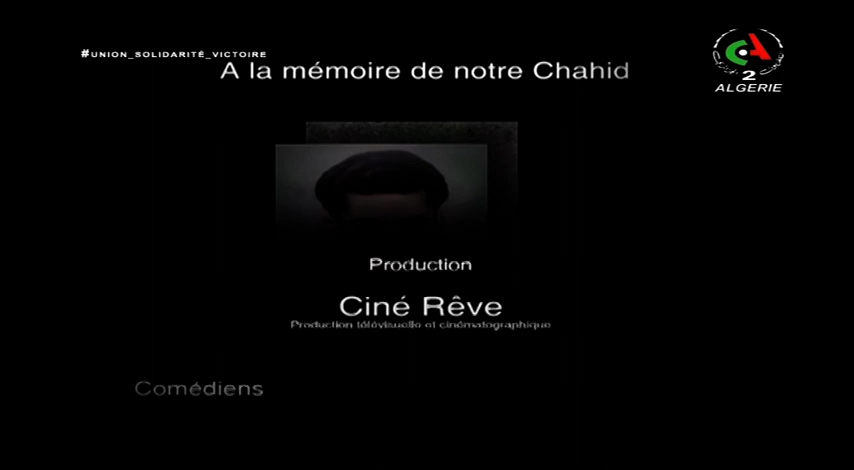 #UNION_SOLIDARITÉ_VICTOIRE
A la mémoire de notre Chahid
2
ALGERIE
Production
Ciné Rêve
Production télévisuelle et cinématographique
Comédiens